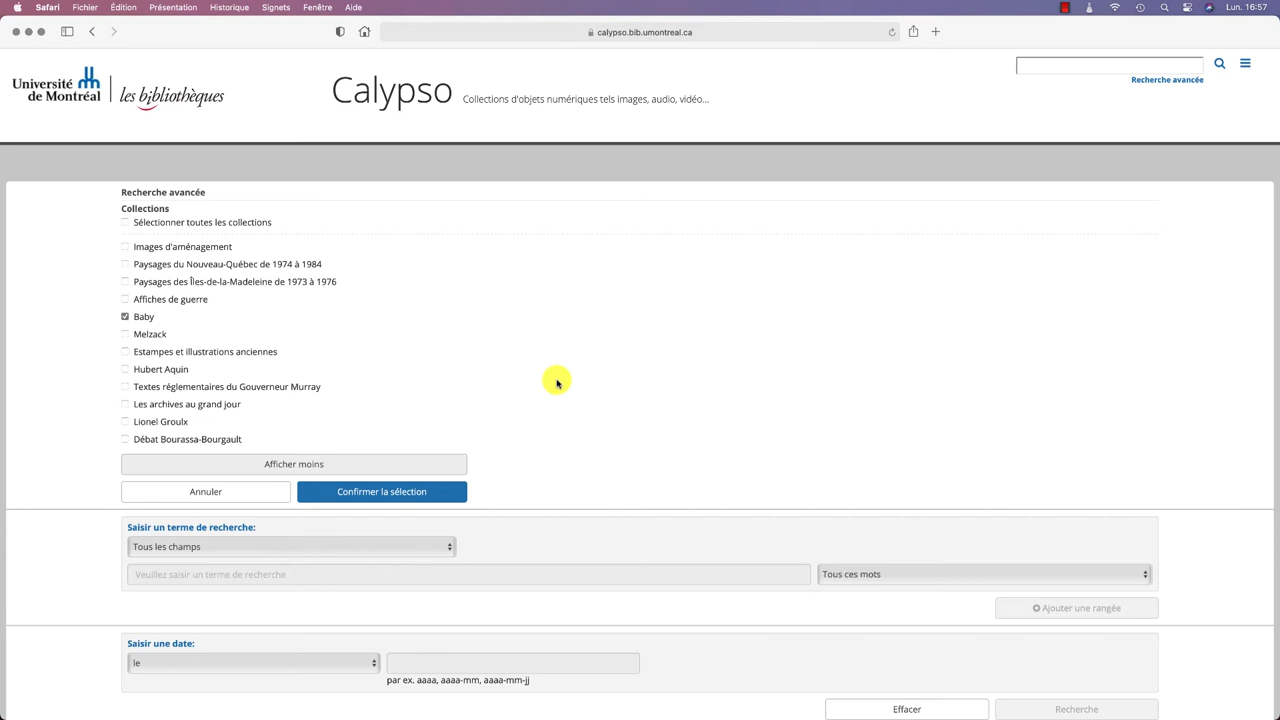 Safari Fichier Édition Présentation Historique Signets Fenêtre Aide Lun. 16:57
calypso.bib.umontreal.ca
Université de Montréal
les bibliothèques
Calypso Collections d'objets numériques tels images, audio, vidéo...
Recherche avancée
Recherche avancée
Collections
Sélectionner toutes les collections
Images d'aménagement
Paysages du Nouveau-Québec de 1974 à 1984
Paysages des Îles-de-la-Madeleine de 1973 à 1976
Affiches de guerre
Baby
Melzack
Estampes et illustrations anciennes
Hubert Aquin
Textes réglementaires du Gouverneur Murray
Les archives au grand jour
Lionel Groulx
Débat Bourassa-Bourgault
Afficher moins
Annuler Confirmer la sélection
Saisir un terme de recherche:
Tous les champs
Veuillez saisir un terme de recherche Tous ces mots
Ajouter une rangée
Saisir une date:
le
par ex. aaaa, aaaa-mm, aaaa-mm-jj
Effacer Recherche